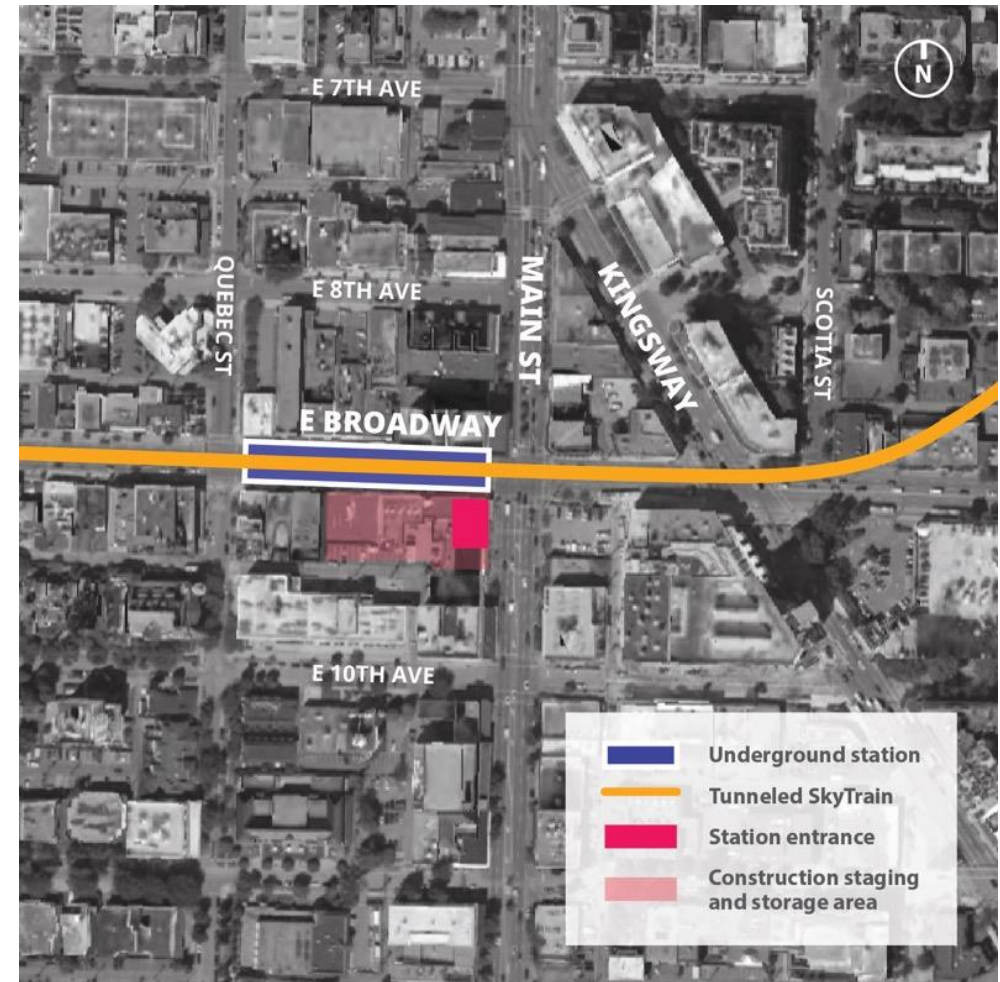 E 7TH AVE
N
QUEBEC ST
E 8TH AVE
MAIN ST
KINGSWAY
SCOTIA ST
E BROADWAY
E 10TH AVE
Underground station
Tunneled SkyTrain
Station entrance
Construction staging
and storage area